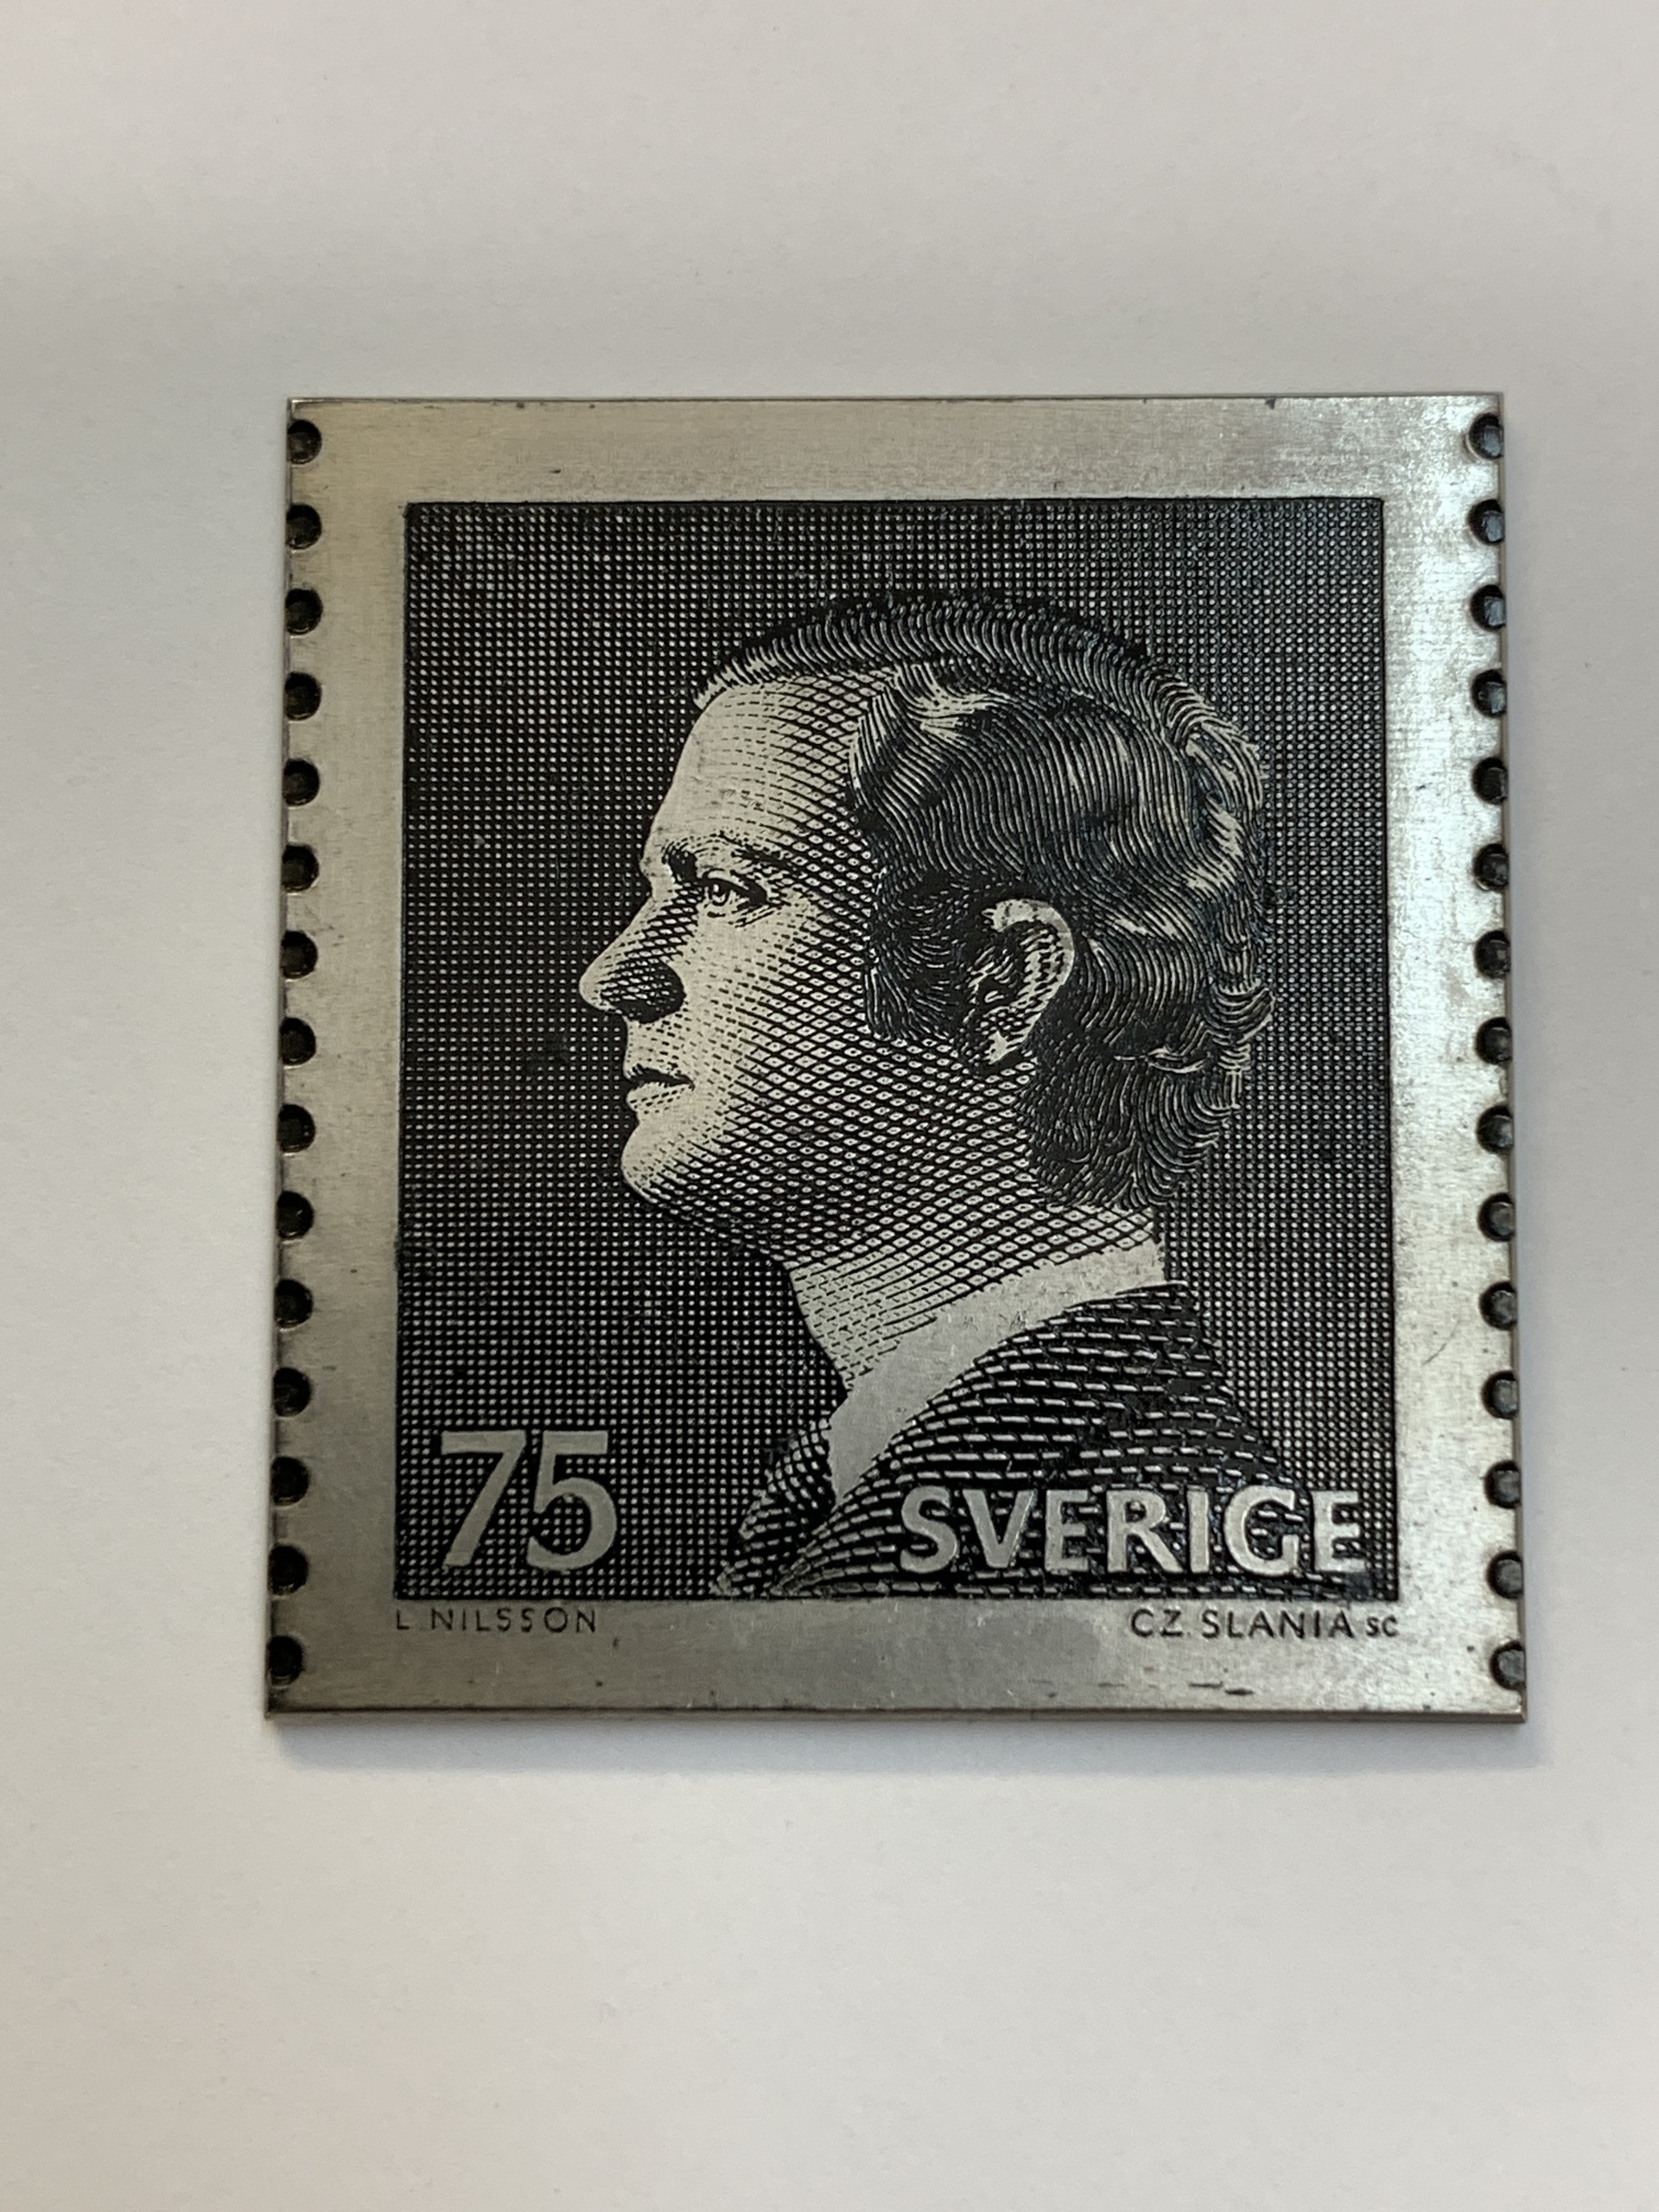 75
SVERIGE
L NILSSON
CZ. SLANIA SC